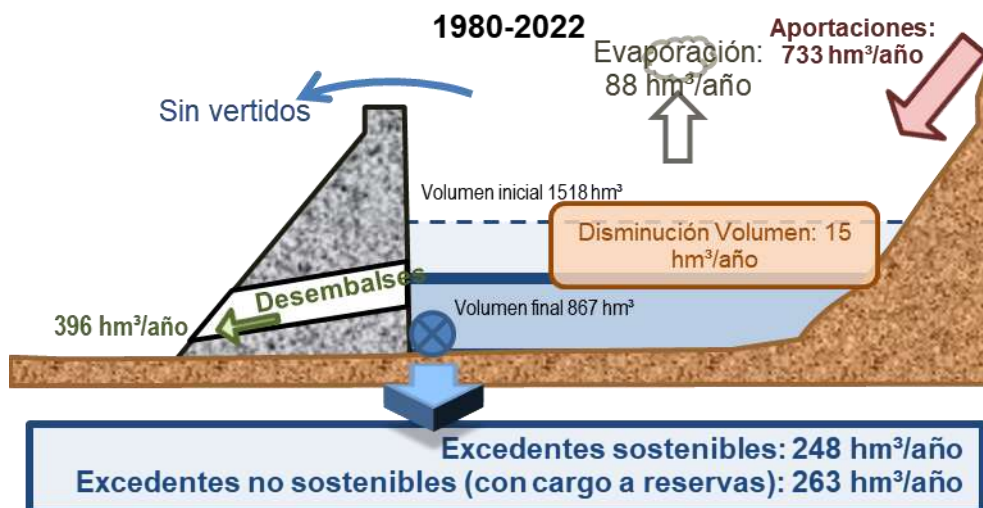 1980-2022
Aportaciones:
733 hm³/año
Evaporación:
88 hm³/año
Sin vertidos
Volumen inicial 1518 hm³
Disminución Volumen: 15
hm³/año
Desembalses
Volumen final 867 hm³
396 hm³/año
Excedentes sostenibles: 248 hm³/año
Excedentes no sostenibles (con cargo a reservas): 263 hm³/año